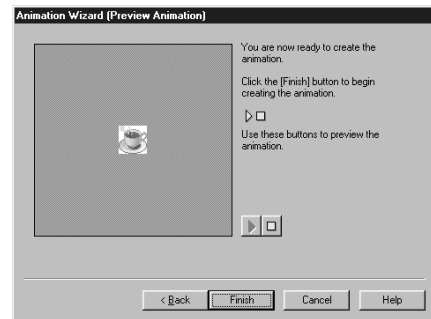 Animation Wizard (Preview Animation)
You are now ready to create the
animation.
Click the [Finish] button to begin
creating the animation.
Use these buttons to preview the
animation.
< Back
Finish
Cancel
Help